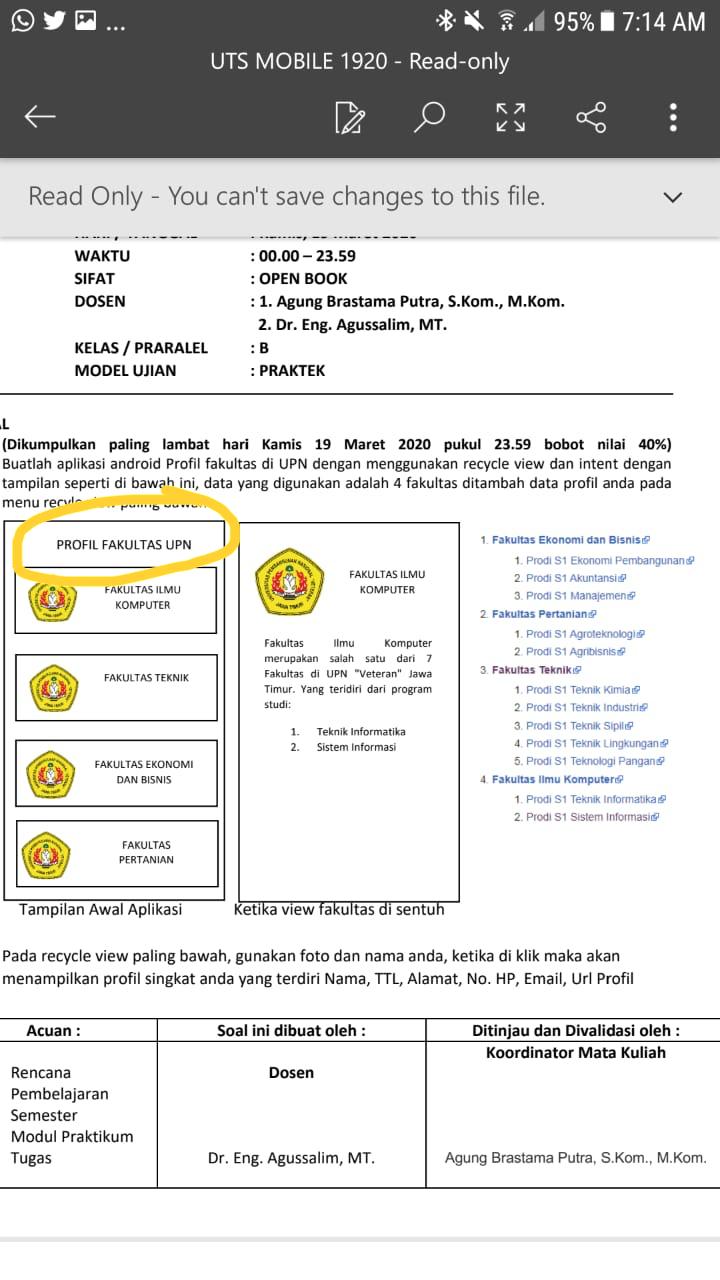 95% 7:14 AM
UTS MOBILE 1920 - Read-only
Read Only - You can't save changes to this file.
WAKTU : 00.00 – 23.59
SIFAT : OPEN BOOK
DOSEN : 1. Agung Brastama Putra, S.Kom., M.Kom.
2. Dr. Eng. Agussalim, MT.
KELAS / PRARALEL : B
MODEL UJIAN : PRAKTEK
AL
(Dikumpulkan paling lambat hari Kamis 19 Maret 2020 pukul 23.59 bobot nilai 40%)
Buatlah aplikasi android Profil fakultas di UPN dengan menggunakan recycle view dan intent dengan
tampilan seperti di bawah ini, data yang digunakan adalah 4 fakultas ditambah data profil anda pada
menu paling
PROFIL FAKULTAS UPN
FAKULTAS ILMU
KOMPUTER
FAKULTAS TEKNIK
FAKULTAS EKONOMI
DAN BISNIS
FAKULTAS
PERTANIAN
Tampilan Awal Aplikasi
FAKULTAS ILMU
KOMPUTER
Fakultas Ilmu Komputer
merupakan salah satu dari 7
Fakultas di UPN "Veteran" Jawa
Timur. Yang teridiri dari program
studi:
1. Teknik Informatika
2. Sistem Informasi
Ketika view fakultas di sentuh
1. Fakultas Ekonomi dan Bisnis
1. Prodi S1 Ekonomi Pembangunan
2. Prodi S1 Akuntansi
3. Prodi S1 Manajemen
2. Fakultas Pertanian
1. Prodi S1 Agroteknologi
2. Prodi S1 Agribisnis
3. Fakultas Teknik
1. Prodi S1 Teknik Kimia
2. Prodi S1 Teknik Industri
3. Prodi S1 Teknik Sipil
4. Prodi S1 Teknik Lingkungan
5. Prodi S1 Teknologi Pangan
4. Fakultas Ilmu Komputer
1. Prodi S1 Teknik Informatika
2. Prodi S1 Sistem Informasi
Pada recycle view paling bawah, gunakan foto dan nama anda, ketika di klik maka akan
menampilkan profil singkat anda yang terdiri Nama, TTL, Alamat, No. HP, Email, Url Profil
Acuan :
Rencana
Pembelajaran
Semester
Modul Praktikum
Tugas
Soal ini dibuat oleh :
Dosen
Dr. Eng. Agussalim, MT.
Ditinjau dan Divalidasi oleh :
Koordinator Mata Kuliah
Agung Brastama Putra, S.Kom., M.Kom.